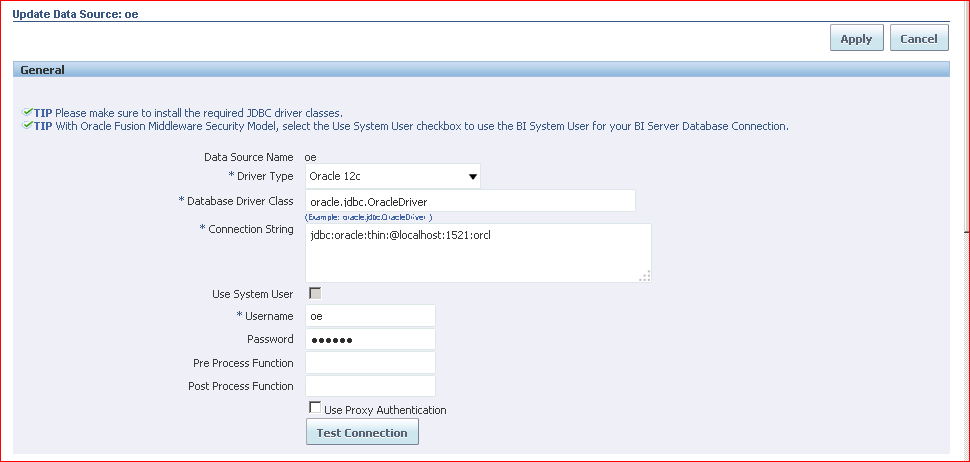 Update Data Source: oe
Apply Cancel
General
TIP Please make sure to install the required JDBC driver classes.
TIP With Oracle Fusion Middleware Security Model, select the Use System User checkbox to use the BI System User for your BI Server Database Connection.
Data Source Name oe
* Driver Type Oracle 12c
* Database Driver Class oracle.jdbc.OracleDriver
(Example: oracle.jdbc.OracleDriver )
* Connection String jdbc:oracle:thin:@localhost:1521:orcl
Use System User
* Username oe
Password ●●●●●●
Pre Process Function
Post Process Function
Use Proxy Authentication
Test Connection